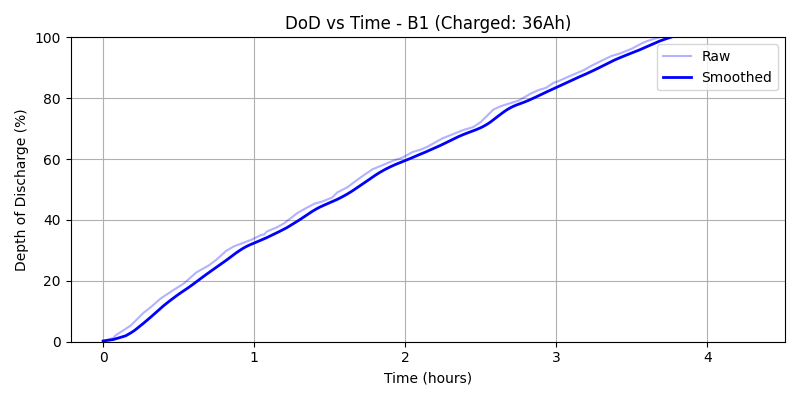 DoD vs Time - B1 (Charged: 36Ah)
Depth of Discharge (%)
100
80
60
40
20
0
Raw
Smoothed
0 1 2 3 4
Time (hours)